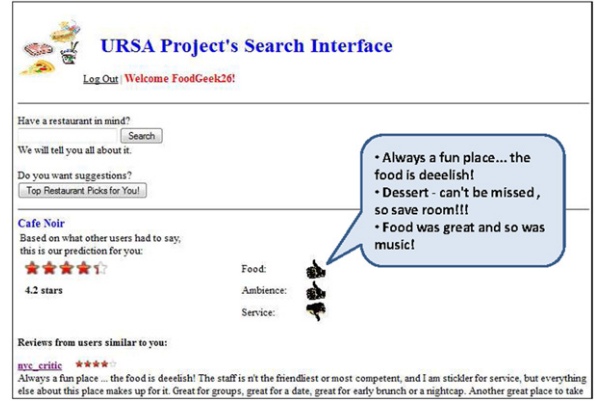 URSA Project's Search Interface
Log Out | Welcome FoodGeek26!
Have a restaurant in mind?
Search
We will tell you all about it.
Do you want suggestions?
Top Restaurant Picks for You!
• Always a fun place... the
food is deeelish!
• Dessert - can't be missed ,
so save room!!!
• Food was great and so was
music!
Cafe Noir
Based on what other users had to say,
this is our prediction for you:
4.2 stars
Food:
Ambience:
Service:
Reviews from users similar to you:
nyc_critic
Always a fun place ... the food is deeelish! The staff is n't the friendliest or most competent, and I am stickler for service, but everything
else about this place makes up for it. Great for groups, great for a date, great for early brunch or a nightcap. Another great place to take